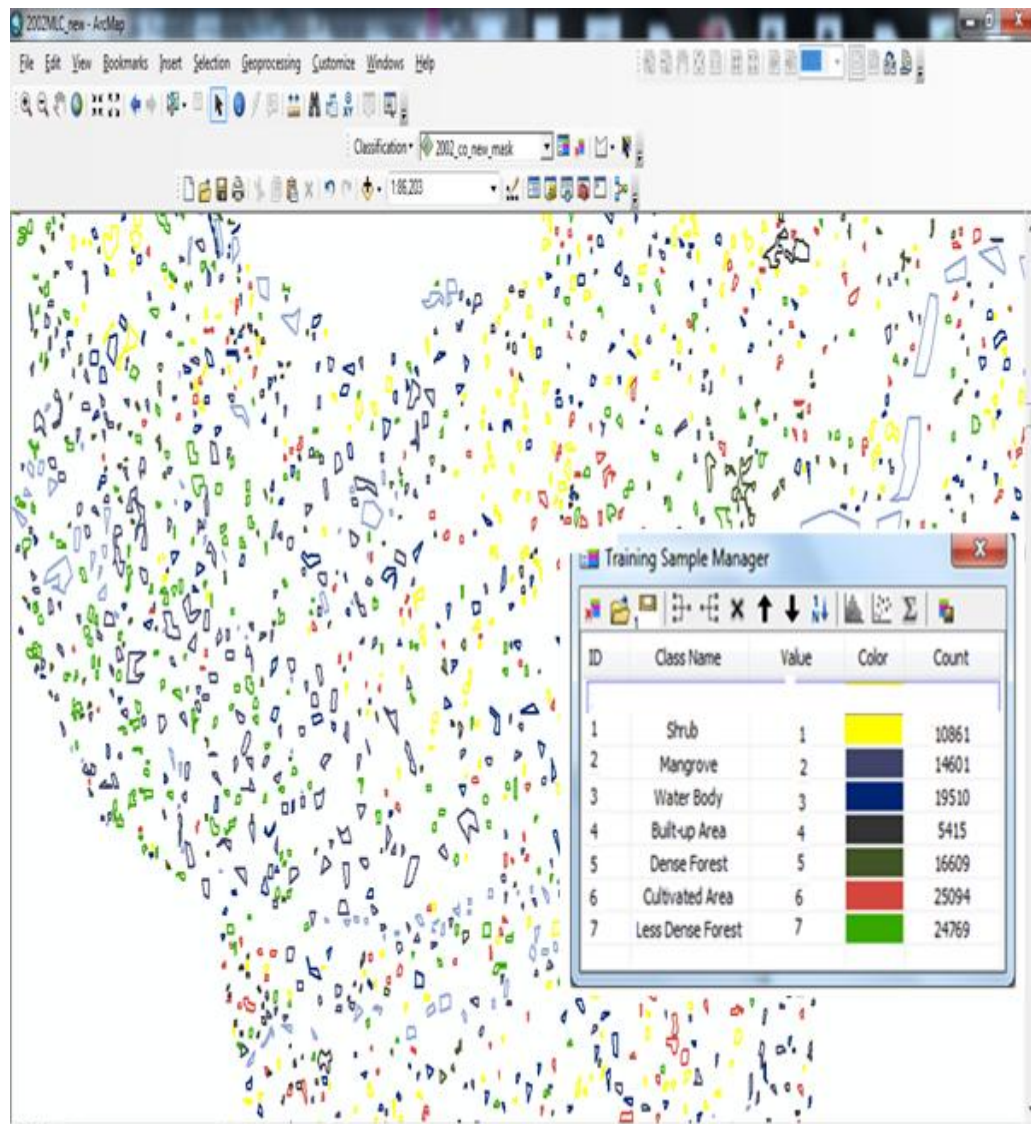 2002MLC_new - ArcMap
File Edit View Bookmarks Insert Selection Geoprocessing Customize Windows Help
Classification 2002_co_new_mask
1:86,203
Training Sample Manager
ID Class Name Value Color Count
1 Shrub 1 10861
2 Mangrove 2 14601
3 Water Body 3 19510
4 Built-up Area 4 5415
5 Dense Forest 5 16609
6 Cultivated Area 6 25094
7 Less Dense Forest 7 24769